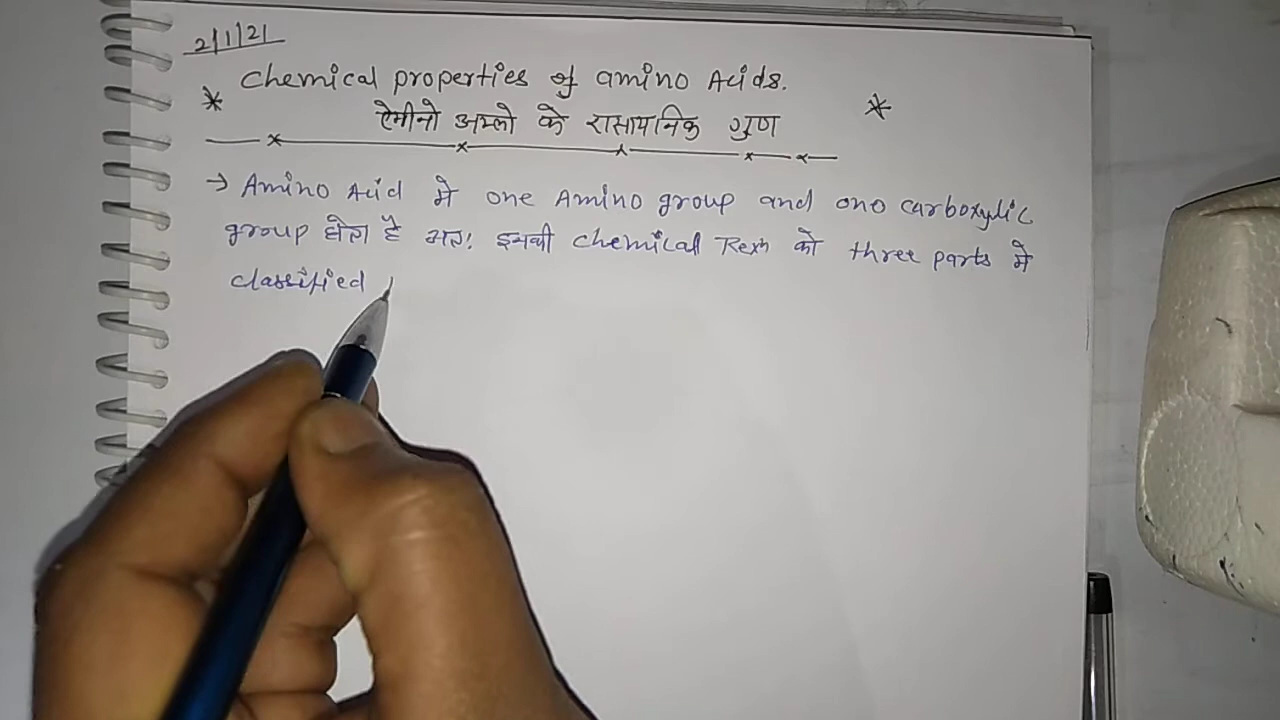 2/1/21
* Chemical properties of amino Acids. *
ऐमीनो अम्लो के रासायनिक गुण
→ Amino Acid मे one Amino group and ono carboxylic
group होता है अत: इनकी chemical Rexn को three parts मे
classified